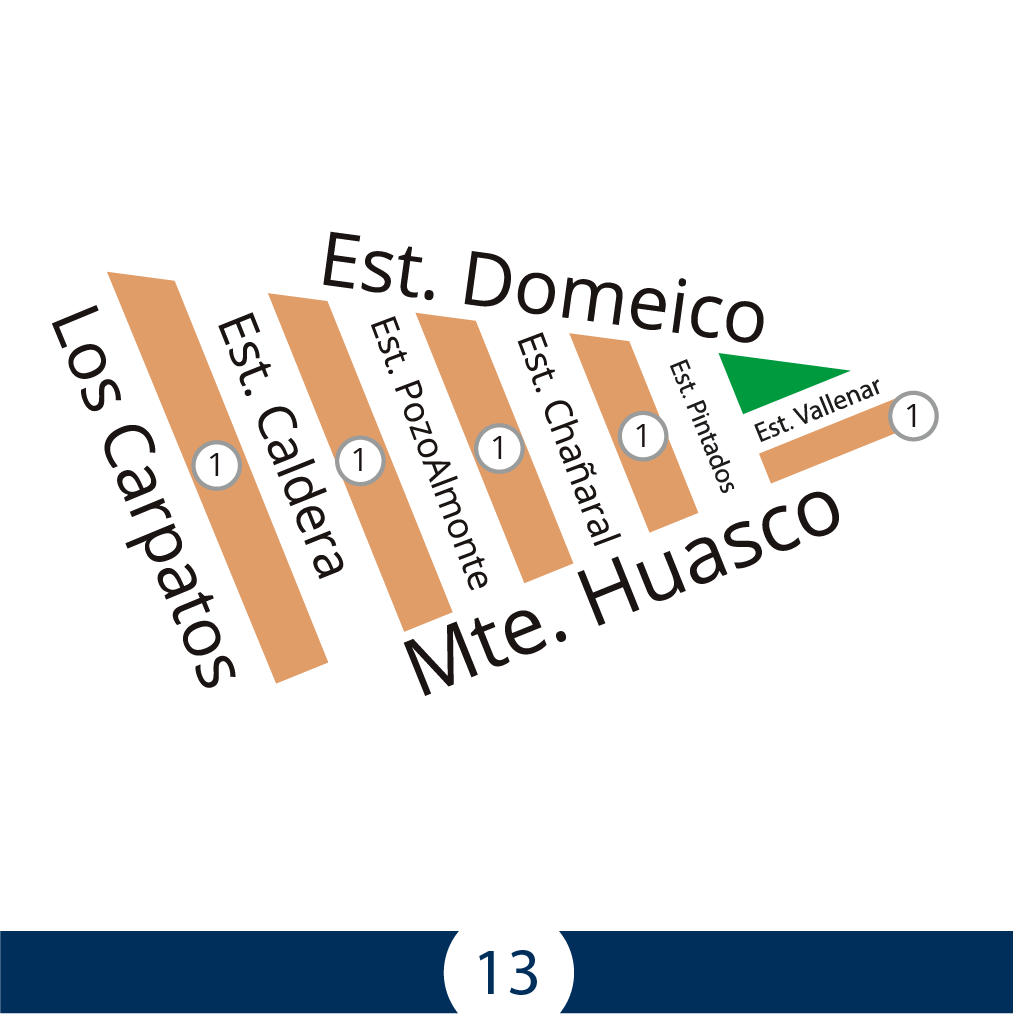 Est. Domeico
Los Carpatos
Est. Caldera
Est. PozoAlmonte
Est. Chañaral
Est. Pintados
Est. Vallenar
1
1
1
1
1
Mte. Huasco
13